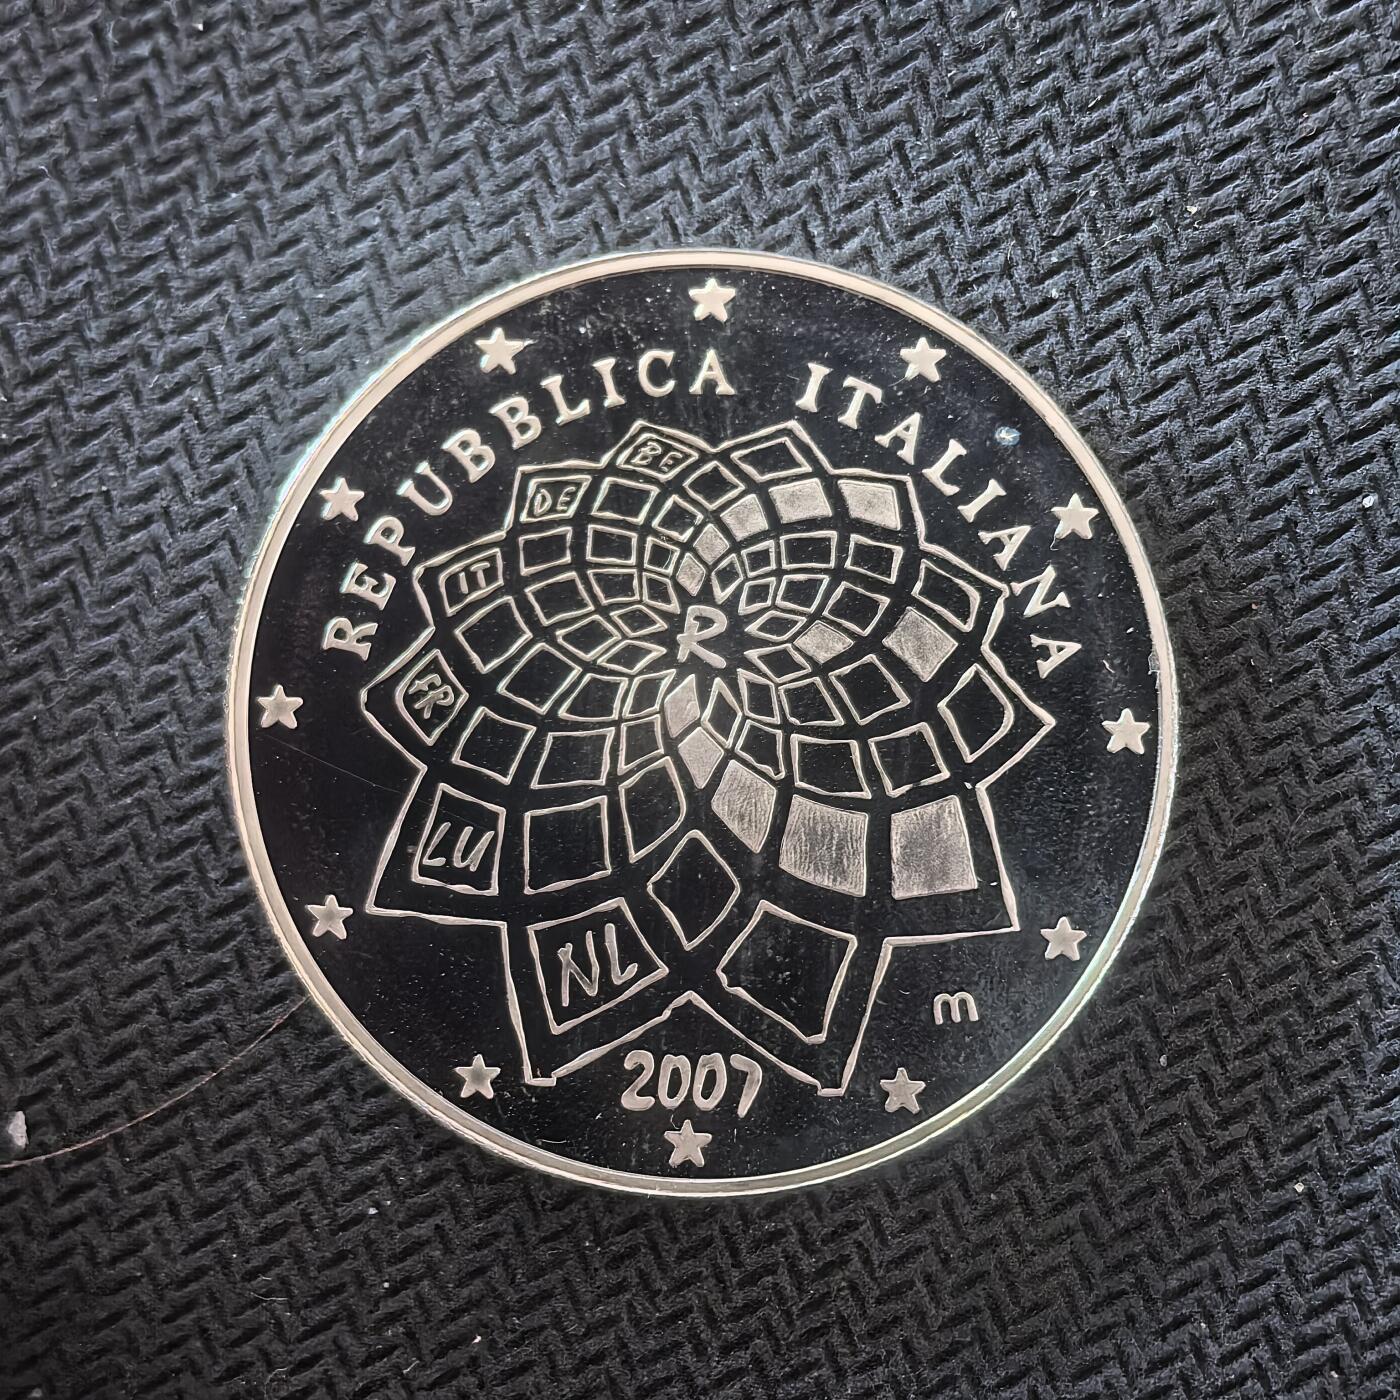 REPUBBLICA ITALIANA
BE
DE
IT
FR
LU
NL
R
m
2007